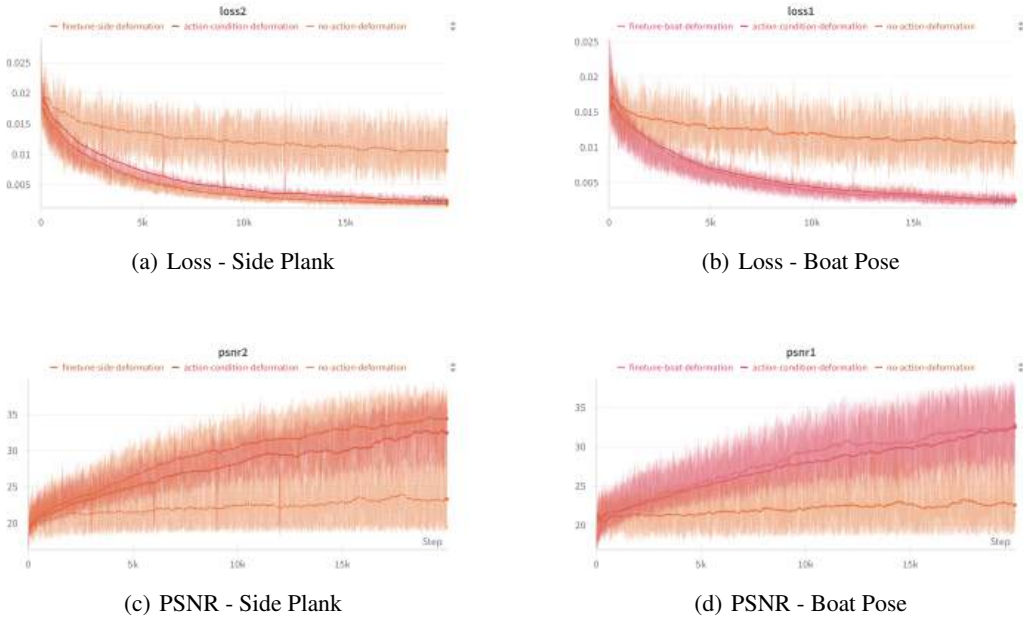 loss2
finetune-side-deformation action-condition-deformation no-action-deformation
0.025
0.02
0.015
0.01
0.005
0 5k 10k 15k
Step
(a) Loss - Side Plank
loss1
finetune-boat-deformation action-condition-deformation no-action-deformation
0.025
0.02
0.015
0.01
0.005
0 5k 10k 15k
Step
(b) Loss - Boat Pose
psnr2
finetune-side-deformation action-condition-deformation no-action-deformation
35
30
25
20
Step
0 5k 10k 15k
(c) PSNR - Side Plank
psnr1
finetune-boat-deformation action-condition-deformation no-action-deformation
35
30
25
20
Step
0 5k 10k 15k
(d) PSNR - Boat Pose